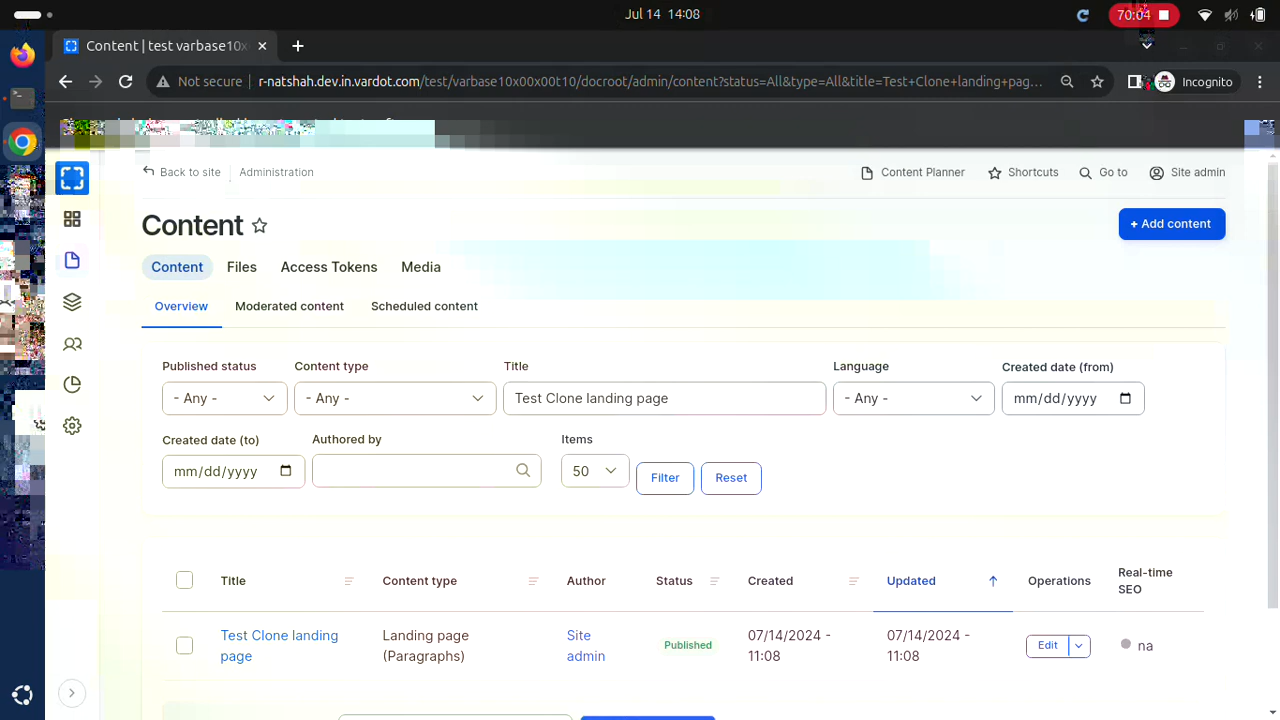 Jul 14 14:08
70:04
Content | test varbase10x
Incognito
Not secure r-natshah.dev.in.vardot.com/test/varbase10x00x00t10/docroot/admin/content?status=All&type=All&title=Test+Clone+landing+pag...
Back to site Administration
Content Planner Shortcuts Go to Site admin
Content
+ Add content
Content Files Access Tokens Media
Overview Moderated content Scheduled content
Published status Content type Title Language Created date (from)
- Any - - Any - Test Clone landing page - Any - mm/dd/yyyy
Created date (to) Authored by Items
mm/dd/yyyy 50 Filter Reset
Title Content type Author Status Created Updated Operations Real-time SEO
Test Clone landing page Landing page (Paragraphs) Site admin Published 07/14/2024 - 11:08 07/14/2024 - 11:08 Edit na